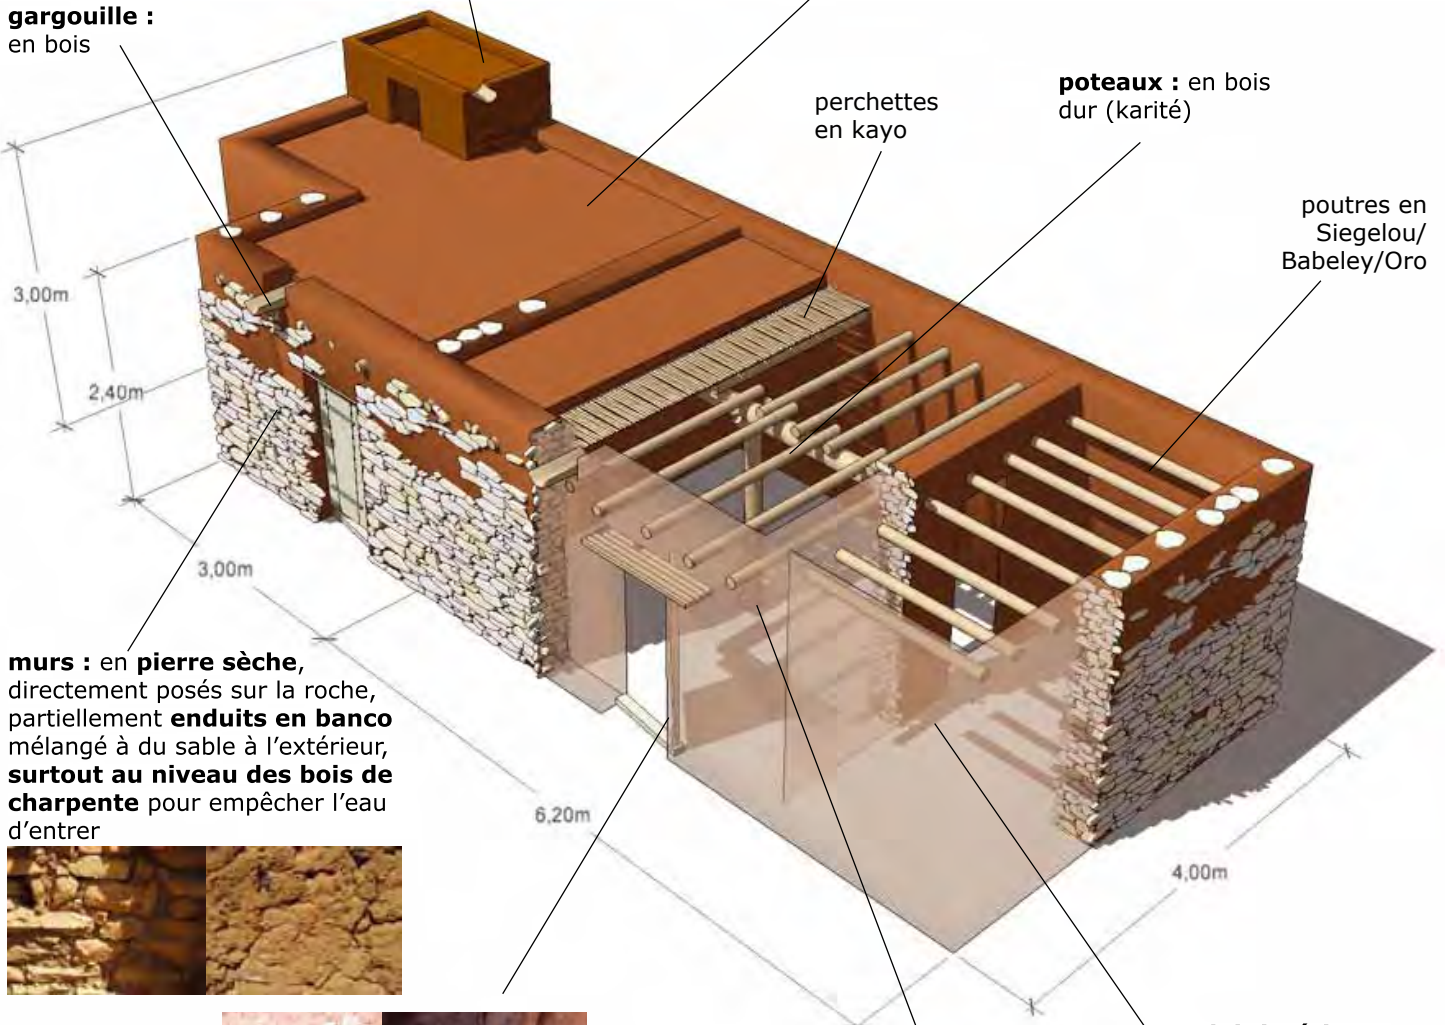 gargouille :
en bois
perchettes
en kayo
poteaux : en bois
dur (karité)
poutres en
Siegelou/
Babeley/Oro
3,00m
2,40m
3,00m
murs : en pierre sèche,
directement posés sur la roche,
partiellement enduits en banco
mélangé à du sable à l'extérieur,
surtout au niveau des bois de
charpente pour empêcher l'eau
d'entrer
6,20m
4,00m